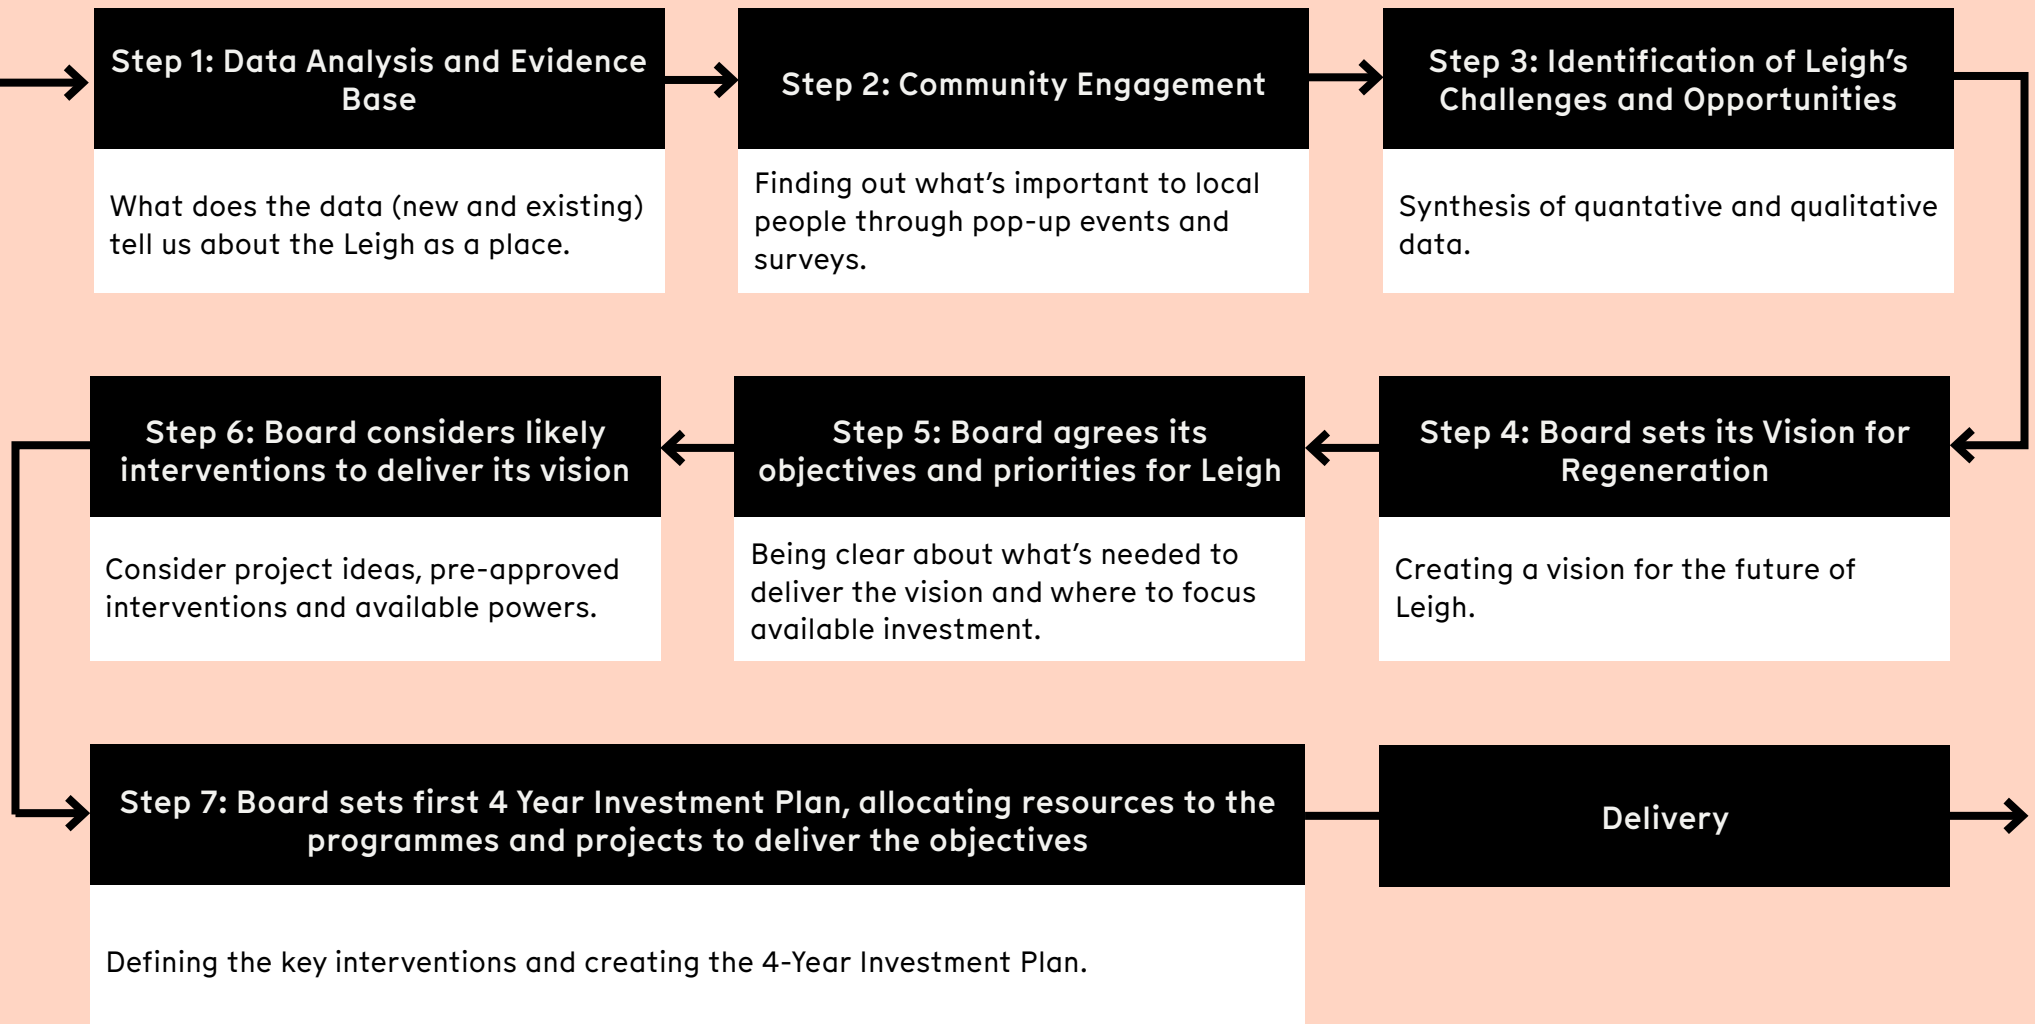 Step 1: Data Analysis and Evidence
Base
What does the data (new and existing)
tell us about the Leigh as a place.
Step 2: Community Engagement
Finding out what's important to local
people through pop-up events and
surveys.
Step 3: Identification of Leigh's
Challenges and Opportunities
Synthesis of quantative and qualitative
data.
Step 4: Board sets its Vision for
Regeneration
Creating a vision for the future of
Leigh.
Step 5: Board agrees its
objectives and priorities for Leigh
Being clear about what's needed to
deliver the vision and where to focus
available investment.
Step 6: Board considers likely
interventions to deliver its vision
Consider project ideas, pre-approved
interventions and available powers.
Step 7: Board sets first 4 Year Investment Plan, allocating resources to the
programmes and projects to deliver the objectives
Defining the key interventions and creating the 4-Year Investment Plan.
Delivery